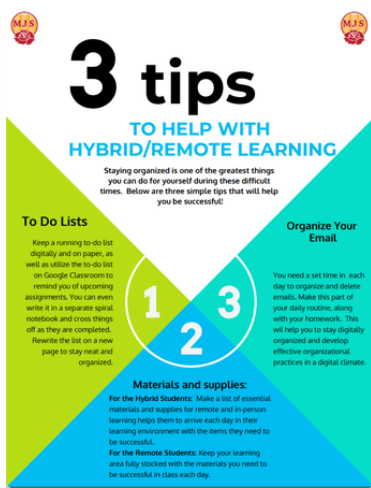 MJS
MJS
3 tips
TO HELP WITH
HYBRID/REMOTE LEARNING
Staying organized is one of the greatest things
you can do for yourself during these difficult
times. Below are three simple tips that will help
you be successful!
To Do Lists
Keep a running to-do list
digitally and on paper, as
well as utilize the to-do list
on Google Classroom to
remind you of upcoming
assignments. You can even
write it in a separate spiral
notebook and cross things
off as they are completed.
Rewrite the list on a new
page to stay neat and
organized.
1
2
3
Materials and supplies:
For the Hybrid Students: Make a list of essential
materials and supplies for remote and in-person
learning helps them to arrive each day in their
learning environment with the items they need to
be successful.
For the Remote Students: Keep your learning
area fully stocked with the materials you need to
be successful in class each day.
Organize Your
Email
You need a set time in each
day to organize and delete
emails. Make this part of
your daily routine, along
with your homework. This
wil help you to stay digitally
organized and develop
effective organizational
practices in a digital climate.